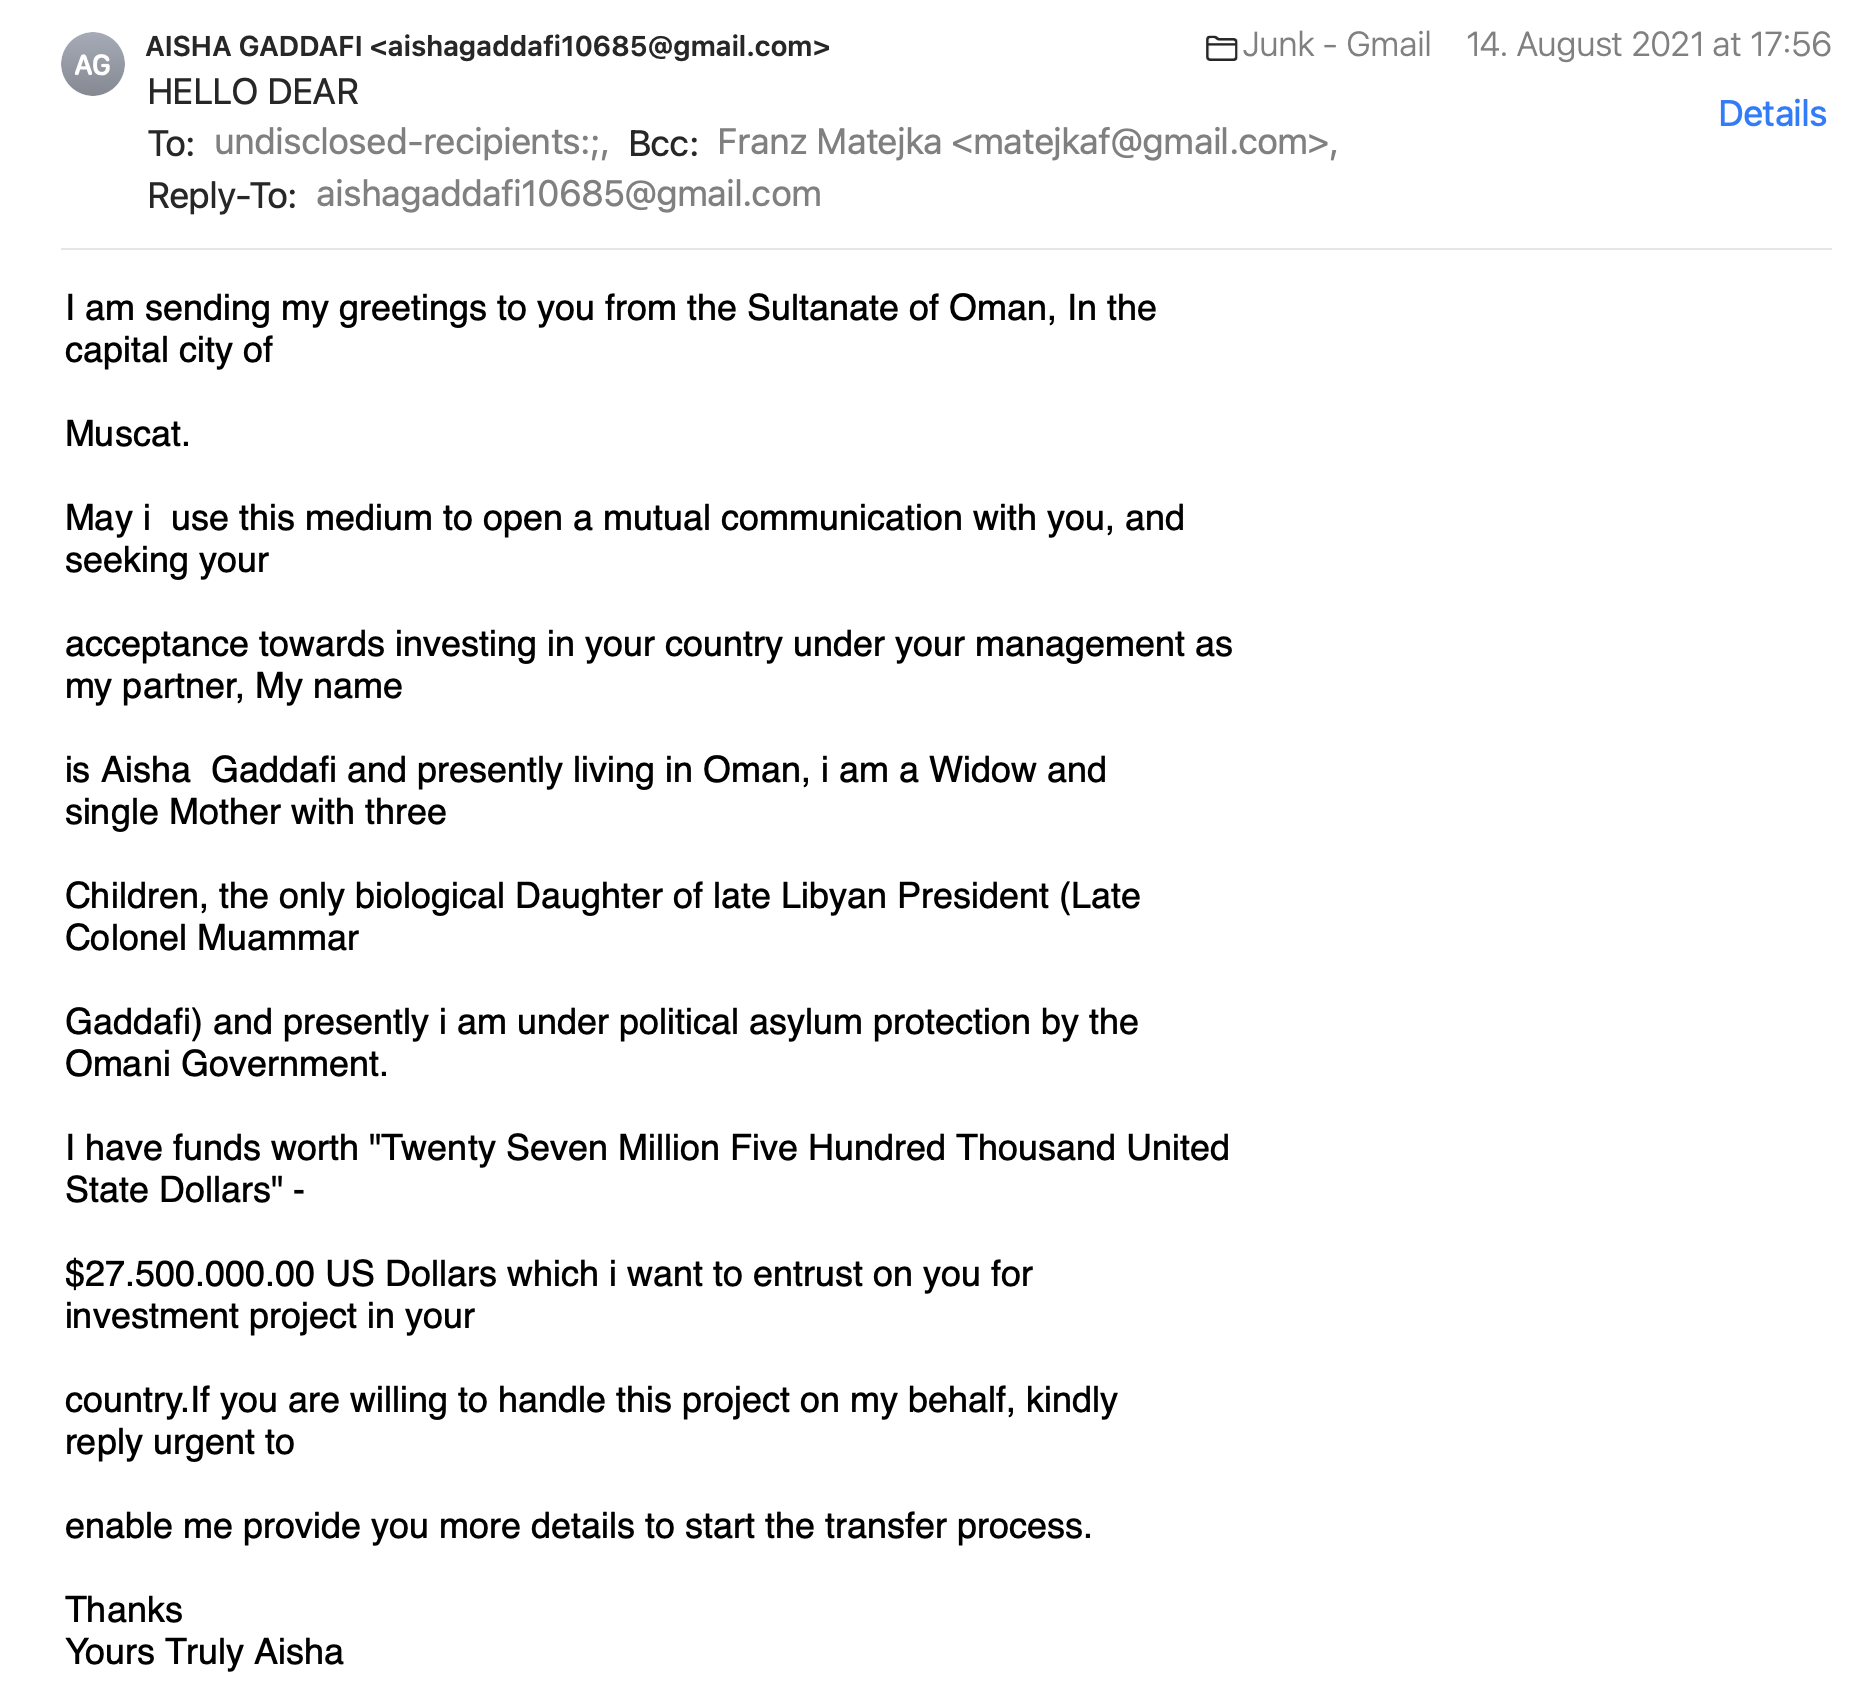 AG
AISHA GADDAFI <aishagaddafi10685@gmail.com>
Junk - Gmail 14. August 2021 at 17:56
HELLO DEAR
Details
To: undisclosed-recipients:;, Bcc: Franz Matejka <matejkaf@gmail.com>,
Reply-To: aishagaddafi10685@gmail.com
I am sending my greetings to you from the Sultanate of Oman, In the
capital city of
Muscat.
May i  use this medium to open a mutual communication with you, and
seeking your
acceptance towards investing in your country under your management as
my partner, My name
is Aisha  Gaddafi and presently living in Oman, i am a Widow and
single Mother with three
Children, the only biological Daughter of late Libyan President (Late
Colonel Muammar
Gaddafi) and presently i am under political asylum protection by the
Omani Government.
I have funds worth "Twenty Seven Million Five Hundred Thousand United
State Dollars" -
$27.500.000.00 US Dollars which i want to entrust on you for
investment project in your
country.If you are willing to handle this project on my behalf, kindly
reply urgent to
enable me provide you more details to start the transfer process.
Thanks
Yours Truly Aisha